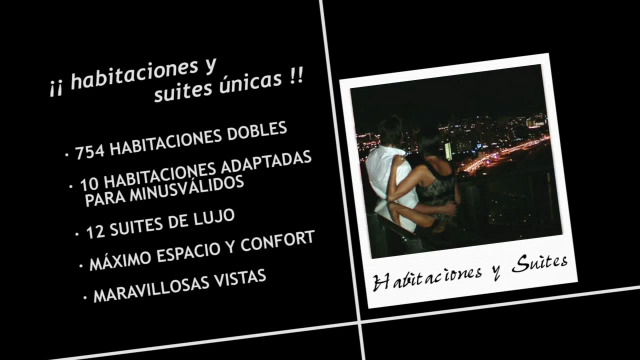 ¡¡ habitaciones y
suites únicas !!
· 754 HABITACIONES DOBLES
· 10 HABITACIONES ADAPTADAS
PARA MINUSVÁLIDOS
· 12 SUITES DE LUJO
· MÁXIMO ESPACIO Y CONFORT
· MARAVILLOSAS VISTAS
Habitaciones y Suites